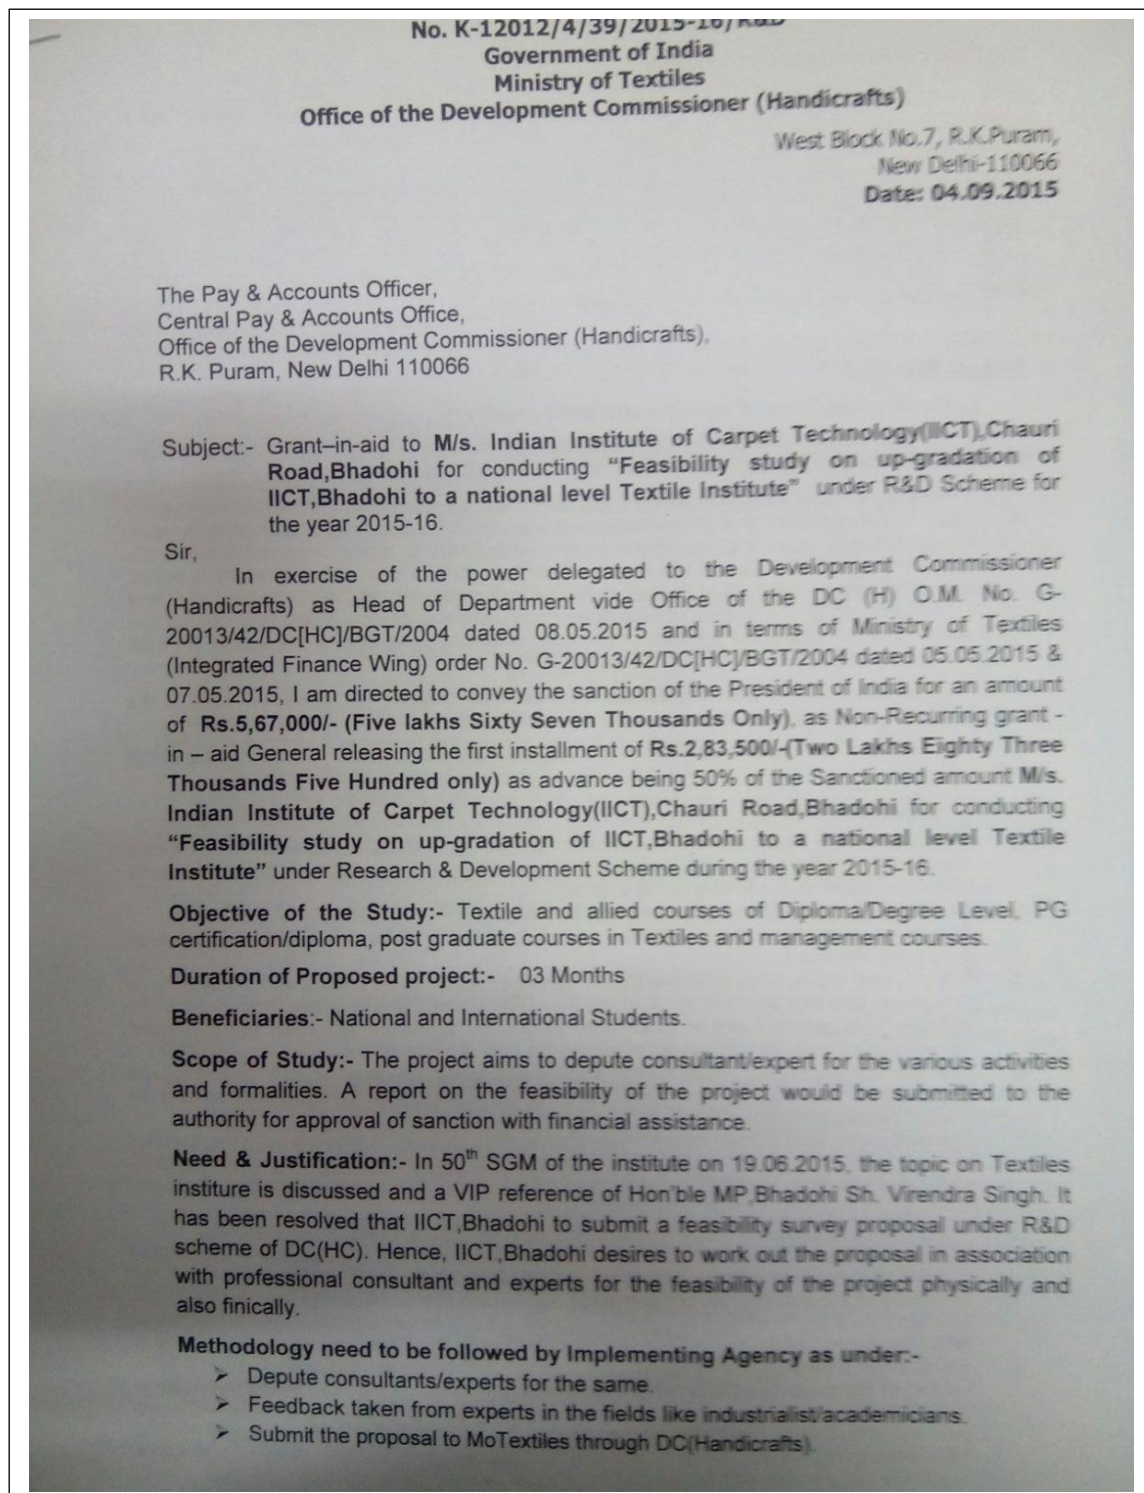 No. K-12012/4/39/2015-16/R&D
Government of India
Ministry of Textiles
Office of the Development Commissioner (Handicrafts)
West Block No.7, R.K.Puram,
New Delhi-110066
Date: 04.09.2015
The Pay & Accounts Officer,
Central Pay & Accounts Office,
Office of the Development Commissioner (Handicrafts),
R.K. Puram, New Delhi 110066
Subject:- Grant–in-aid to M/s. Indian Institute of Carpet Technology(IICT),Chauri
Road,Bhadohi for conducting “Feasibility study on up-gradation of
IICT,Bhadohi to a national level Textile Institute” under R&D Scheme for
the year 2015-16.
Sir,
In exercise of the power delegated to the Development Commissioner
(Handicrafts) as Head of Department vide Office of the DC (H) O.M. No. G-
20013/42/DC[HC]/BGT/2004 dated 08.05.2015 and in terms of Ministry of Textiles
(Integrated Finance Wing) order No. G-20013/42/DC[HC]/BGT/2004 dated 05.05.2015 &
07.05.2015, I am directed to convey the sanction of the President of India for an amount
of Rs.5,67,000/- (Five lakhs Sixty Seven Thousands Only), as Non-Recurring grant -
in – aid General releasing the first installment of Rs.2,83,500/-(Two Lakhs Eighty Three
Thousands Five Hundred only) as advance being 50% of the Sanctioned amount M/s.
Indian Institute of Carpet Technology(IICT),Chauri Road,Bhadohi for conducting
“Feasibility study on up-gradation of IICT,Bhadohi to a national level Textile
Institute” under Research & Development Scheme during the year 2015-16.
Objective of the Study:- Textile and allied courses of Diploma/Degree Level, PG
certification/diploma, post graduate courses in Textiles and management courses.
Duration of Proposed project:- 03 Months
Beneficiaries:- National and International Students.
Scope of Study:- The project aims to depute consultant/expert for the various activities
and formalities. A report on the feasibility of the project would be submitted to the
authority for approval of sanction with financial assistance.
Need & Justification:- In 50th SGM of the institute on 19.06.2015, the topic on Textiles
institure is discussed and a VIP reference of Hon'ble MP,Bhadohi Sh. Virendra Singh. It
has been resolved that IICT,Bhadohi to submit a feasibility survey proposal under R&D
scheme of DC(HC). Hence, IICT,Bhadohi desires to work out the proposal in association
with professional consultant and experts for the feasibility of the project physically and
also finically.
Methodology need to be followed by Implementing Agency as under:-
➢ Depute consultants/experts for the same.
➢ Feedback taken from experts in the fields like industrialist/academicians.
➢ Submit the proposal to MoTextiles through DC(Handicrafts).